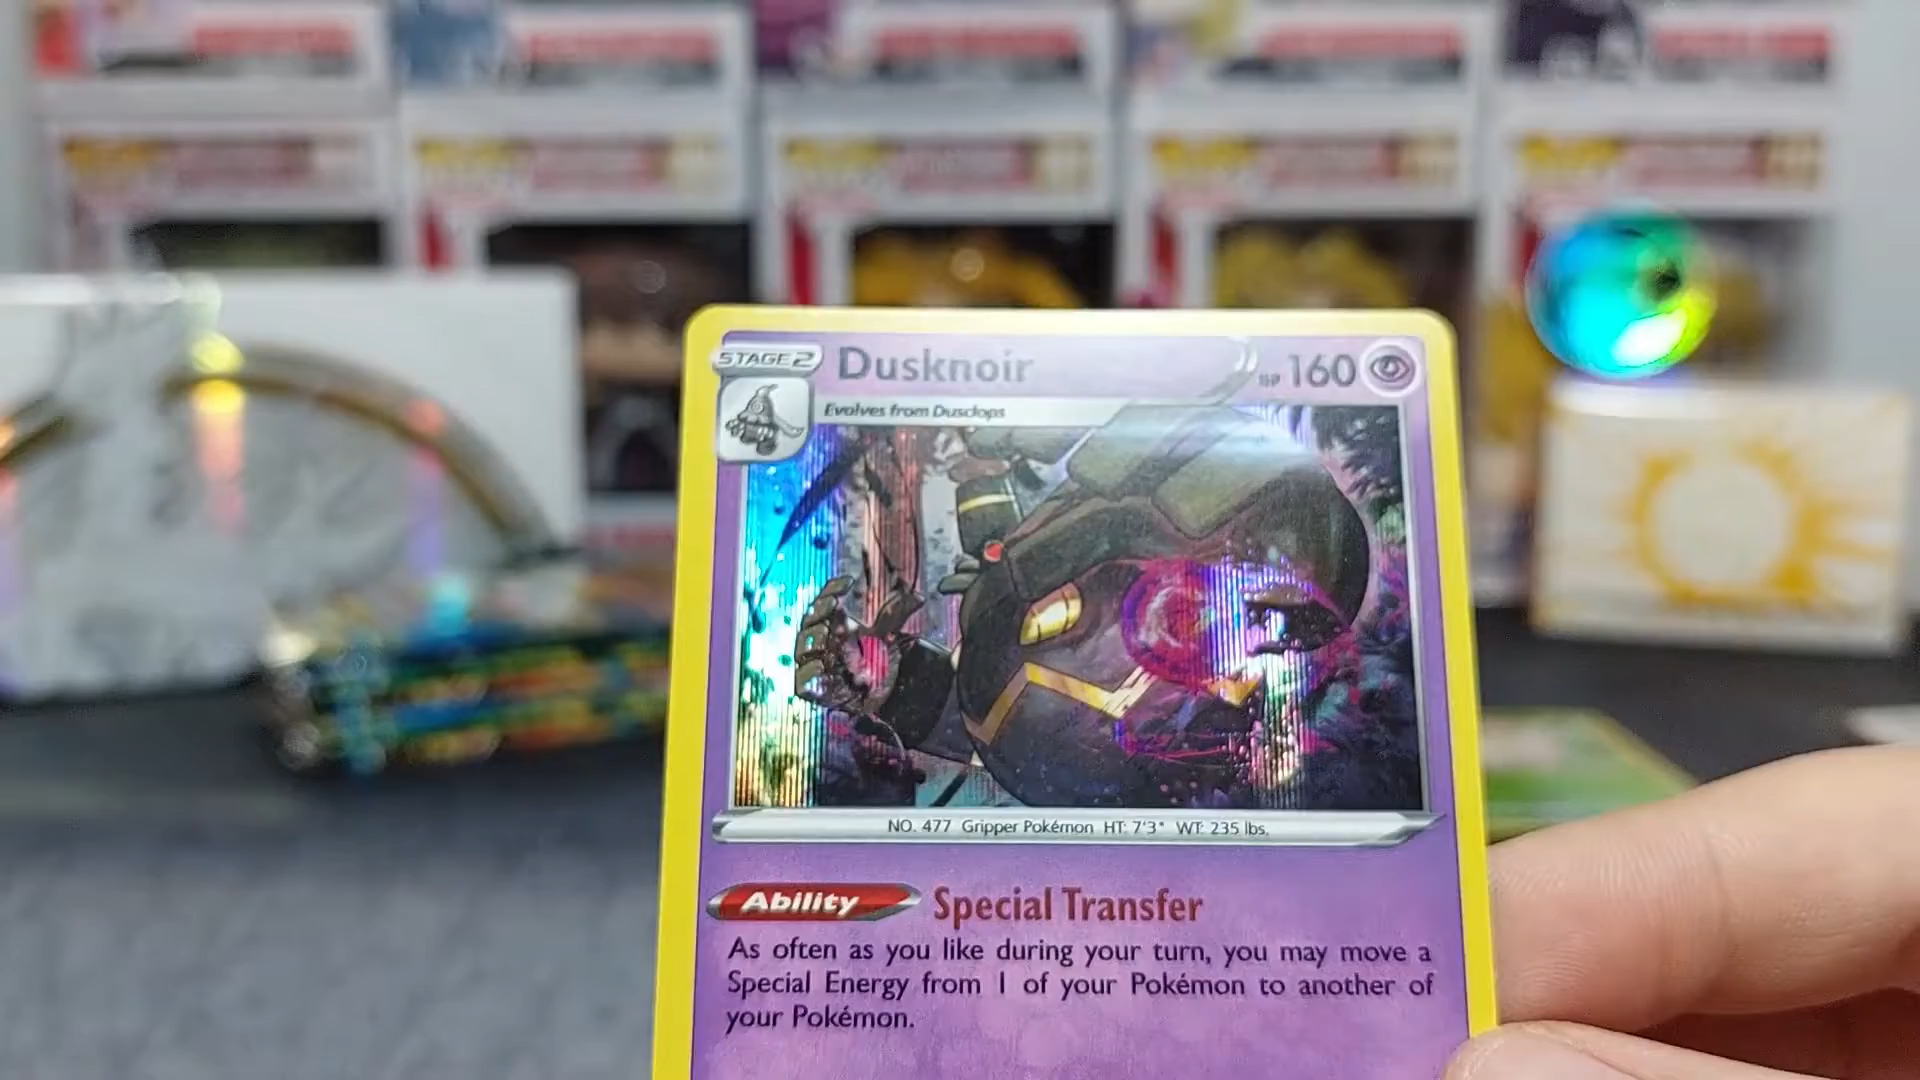 STAGE 2 Dusknoir HP 160
Evolves from Dusclops
NO. 477 Gripper Pokémon HT: 7'3" WT: 235 lbs.
Ability Special Transfer
As often as you like during your turn, you may move a
Special Energy from 1 of your Pokémon to another of
your Pokémon.